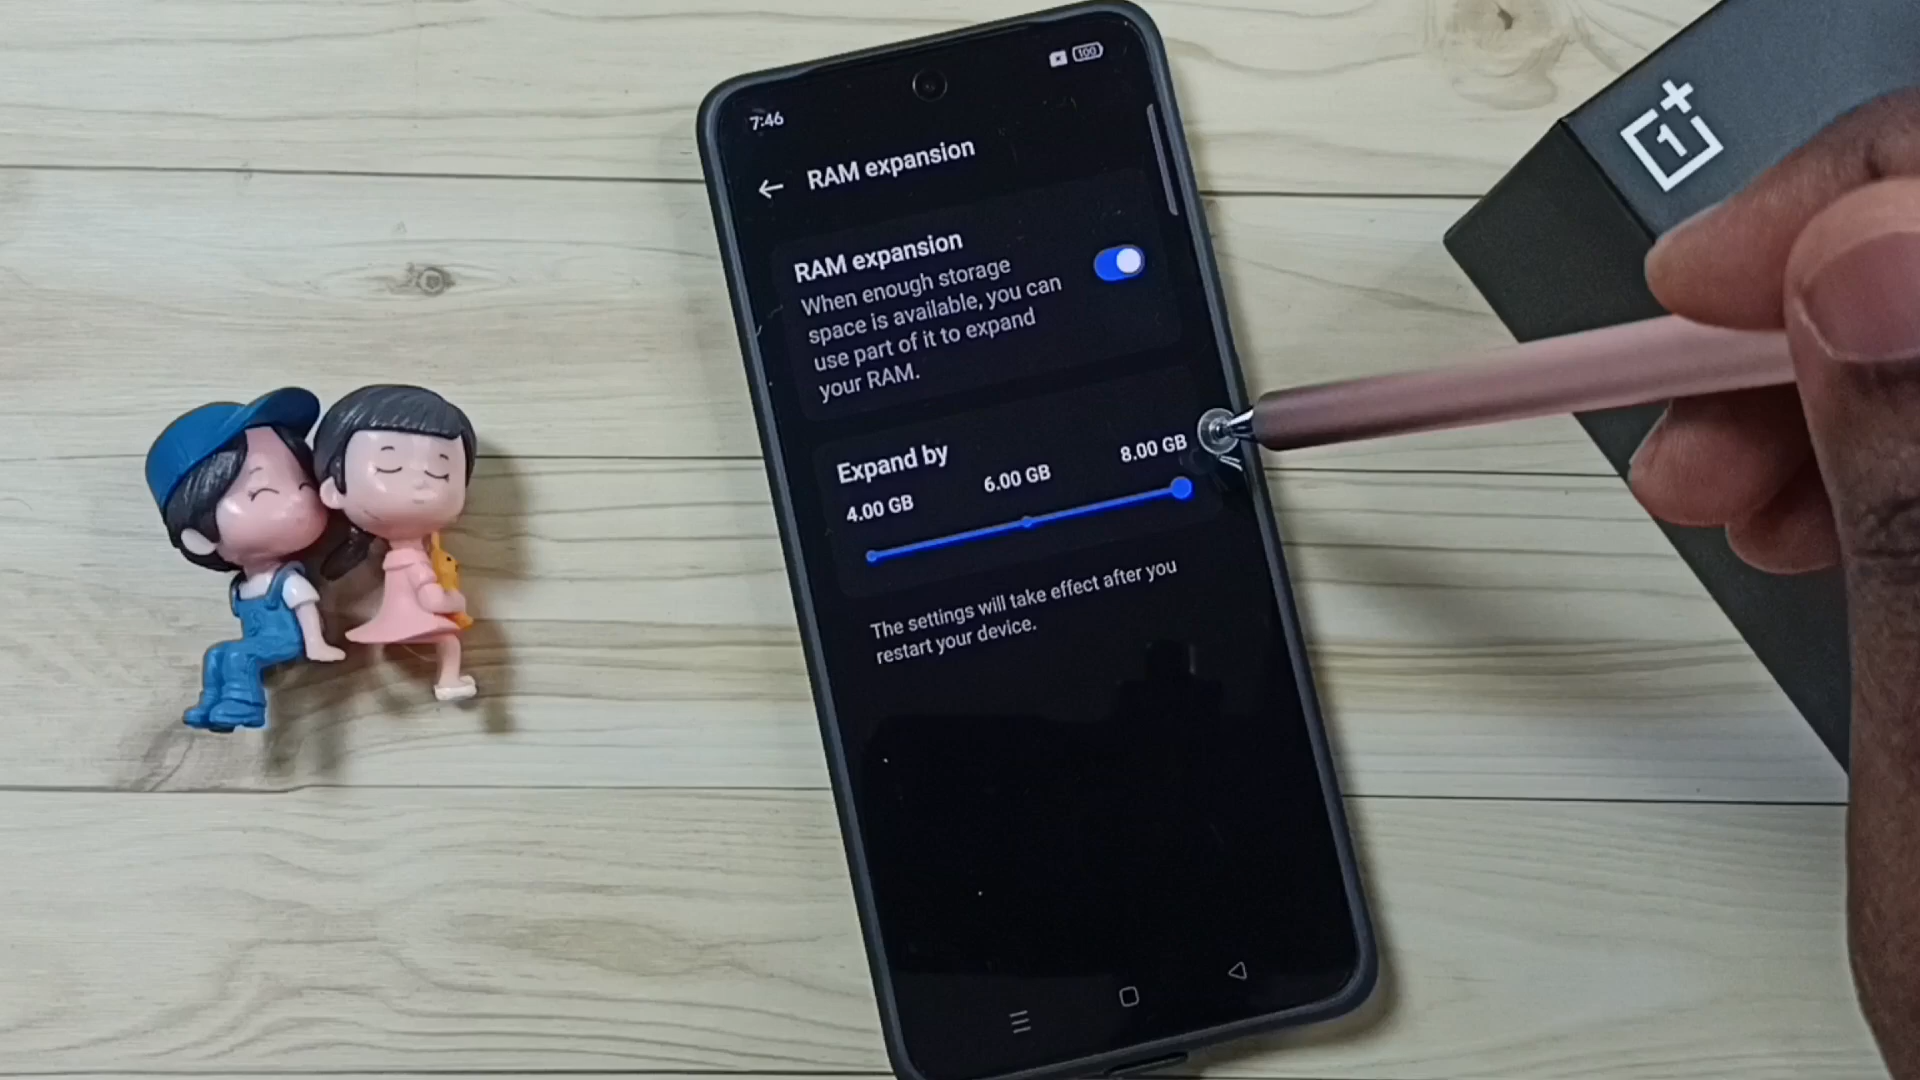 7:46
100
RAM expansion
RAM expansion
When enough storage
space is available, you can
use part of it to expand
your RAM.
Expand by
4.00 GB 6.00 GB 8.00 GB
The settings will take effect after you
restart your device.
1+